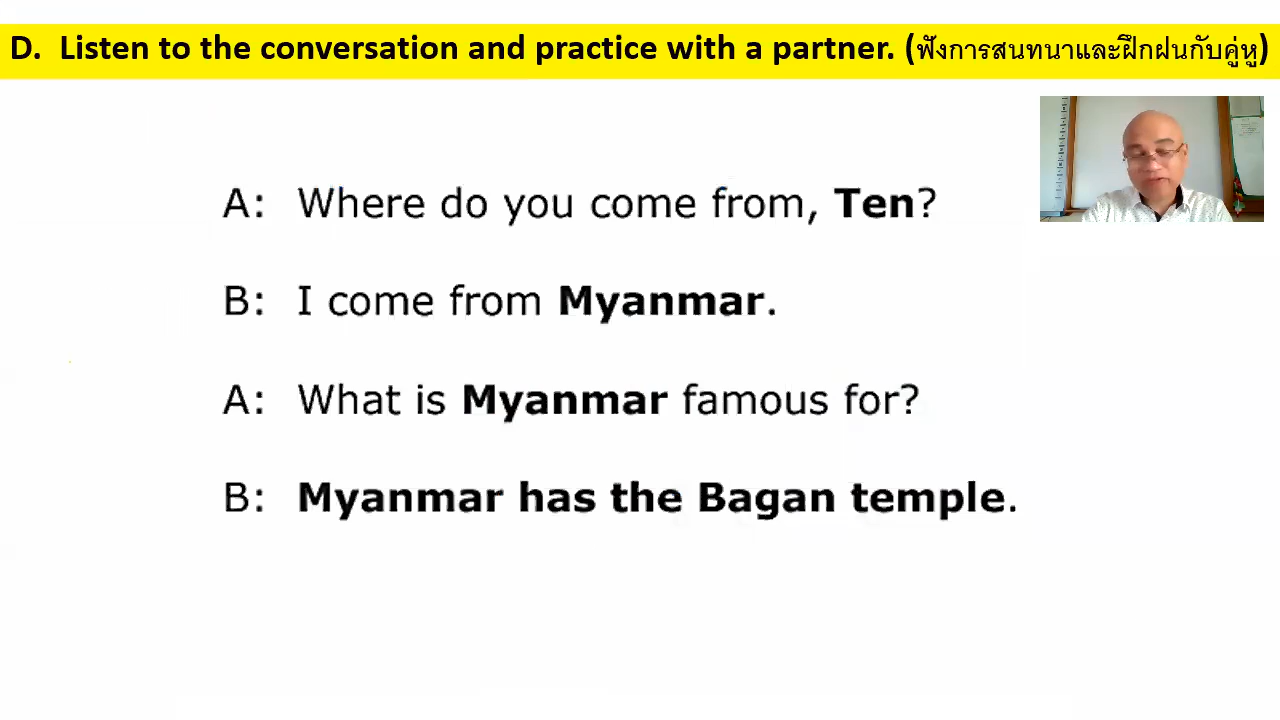 D. Listen to the conversation and practice with a partner. (ฟังการสนทนาและฝึกฝนกับคู่หู)
A: Where do you come from, Ten?
B: I come from Myanmar.
A: What is Myanmar famous for?
B: Myanmar has the Bagan temple.